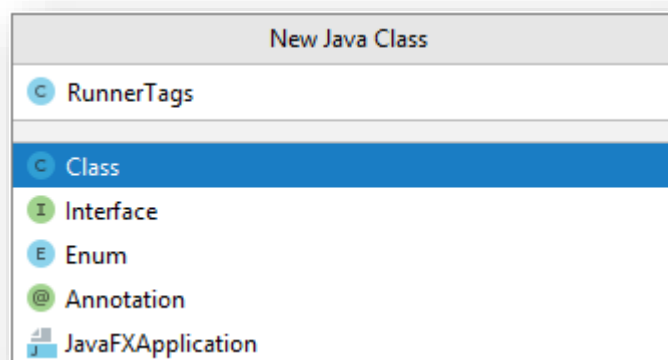 New Java Class
C RunnerTags
C Class
I Interface
E Enum
@ Annotation
J JavaFXApplication